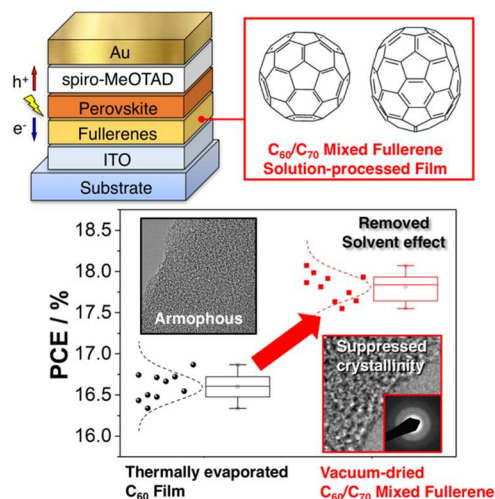 Au
spiro-MeOTAD
Perovskite
Fullerenes
ITO
Substrate
h+
e-
C60/C70 Mixed Fullerene
Solution-processed Film
PCE / %
18.5
18.0
17.5
17.0
16.5
16.0
Armophous
Removed
Solvent effect
Suppressed
crystallinity
Thermally evaporated
C60 Film
Vacuum-dried
C60/C70 Mixed Fullerene